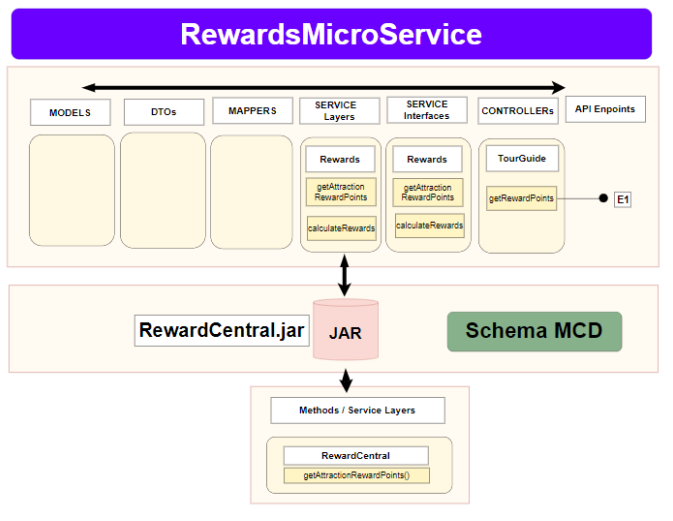 RewardsMicroService
MODELS
DTOs
MAPPERS
SERVICE
Layers
SERVICE
Interfaces
CONTROLLERs
API Enpoints
Rewards
getAttraction
RewardPoints
calculateRewards
Rewards
getAttraction
RewardPoints
calculateRewards
TourGuide
getRewardPoints
E1
RewardCentral.jar
JAR
Schema MCD
Methods / Service Layers
RewardCentral
getAttractionRewardPoints()